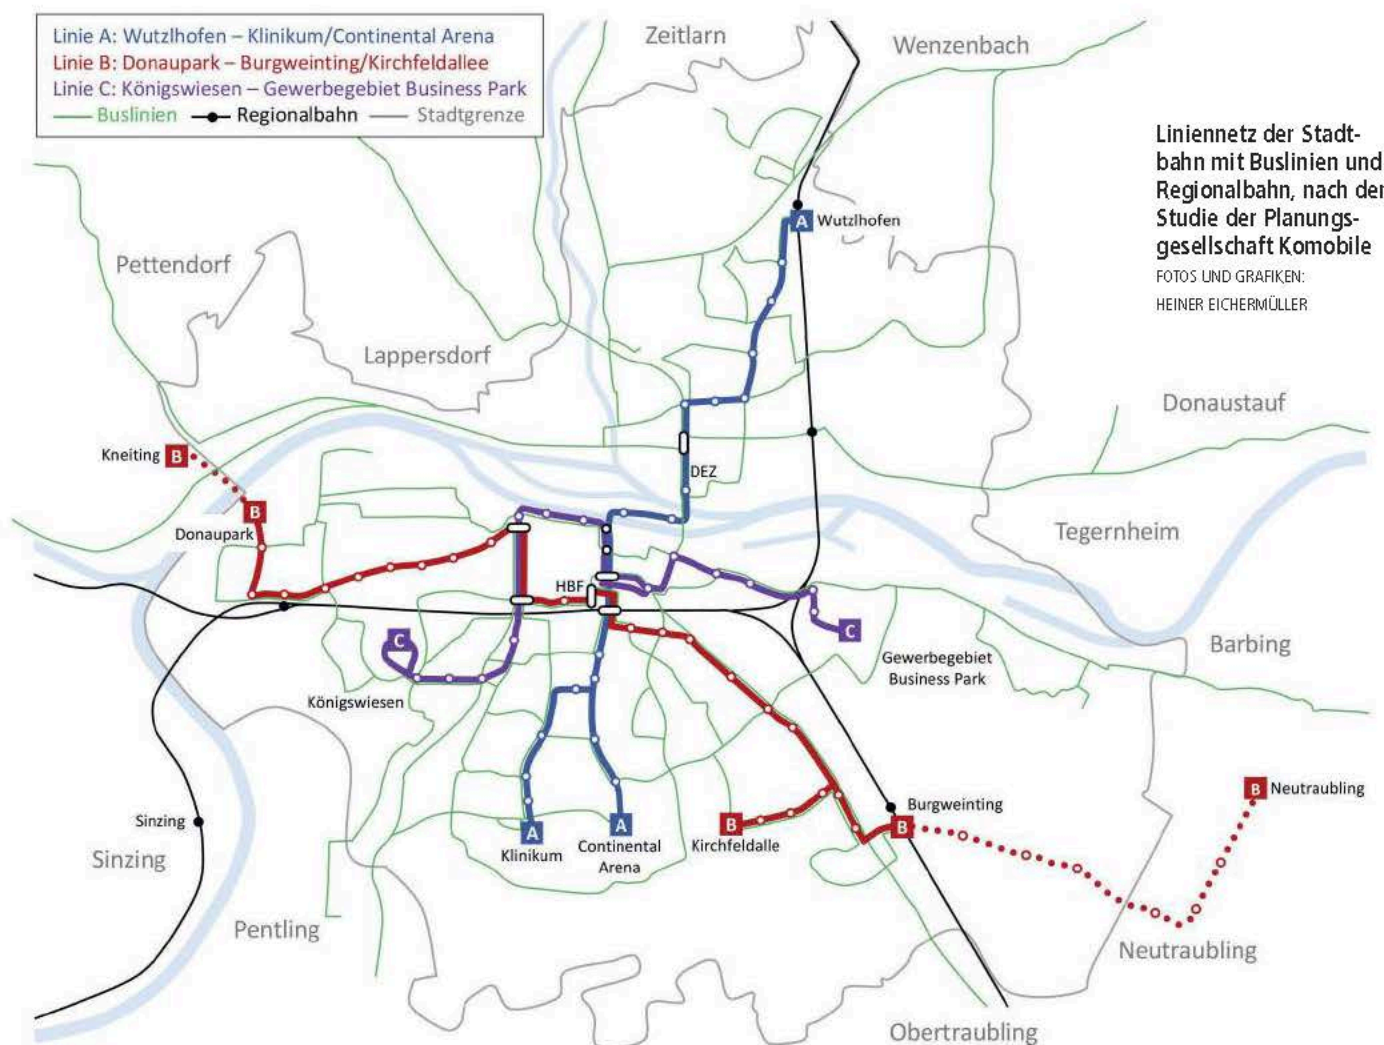 Linie A: Wutzlhofen – Klinikum/Continental Arena
Linie B: Donaupark – Burgweinting/Kirchfeldallee
Linie C: Königswiesen – Gewerbegebiet Business Park
Buslinien Regionalbahn Stadtgrenze
Zeitlarn
Wenzenbach
Liniennetz der Stadt-
bahn mit Buslinien und
Regionalbahn, nach der
Studie der Planungs-
gesellschaft Komobile
FOTOS UND GRAFIKEN:
HEINER EICHERMÜLLER
A Wutzlhofen
Pettendorf
Lappersdorf
Donaustauf
Kneiting B
DEZ
B
Donaupark
Tegernheim
HBF
C
Königswiesen
C
Gewerbegebiet
Business Park
Barbing
Sinzing
Sinzing
A
Klinikum
A
Continental
Arena
B
Kirchfeldalle
Burgweinting
B
B Neutraubling
Pentling
Neutraubling
Obertraubling